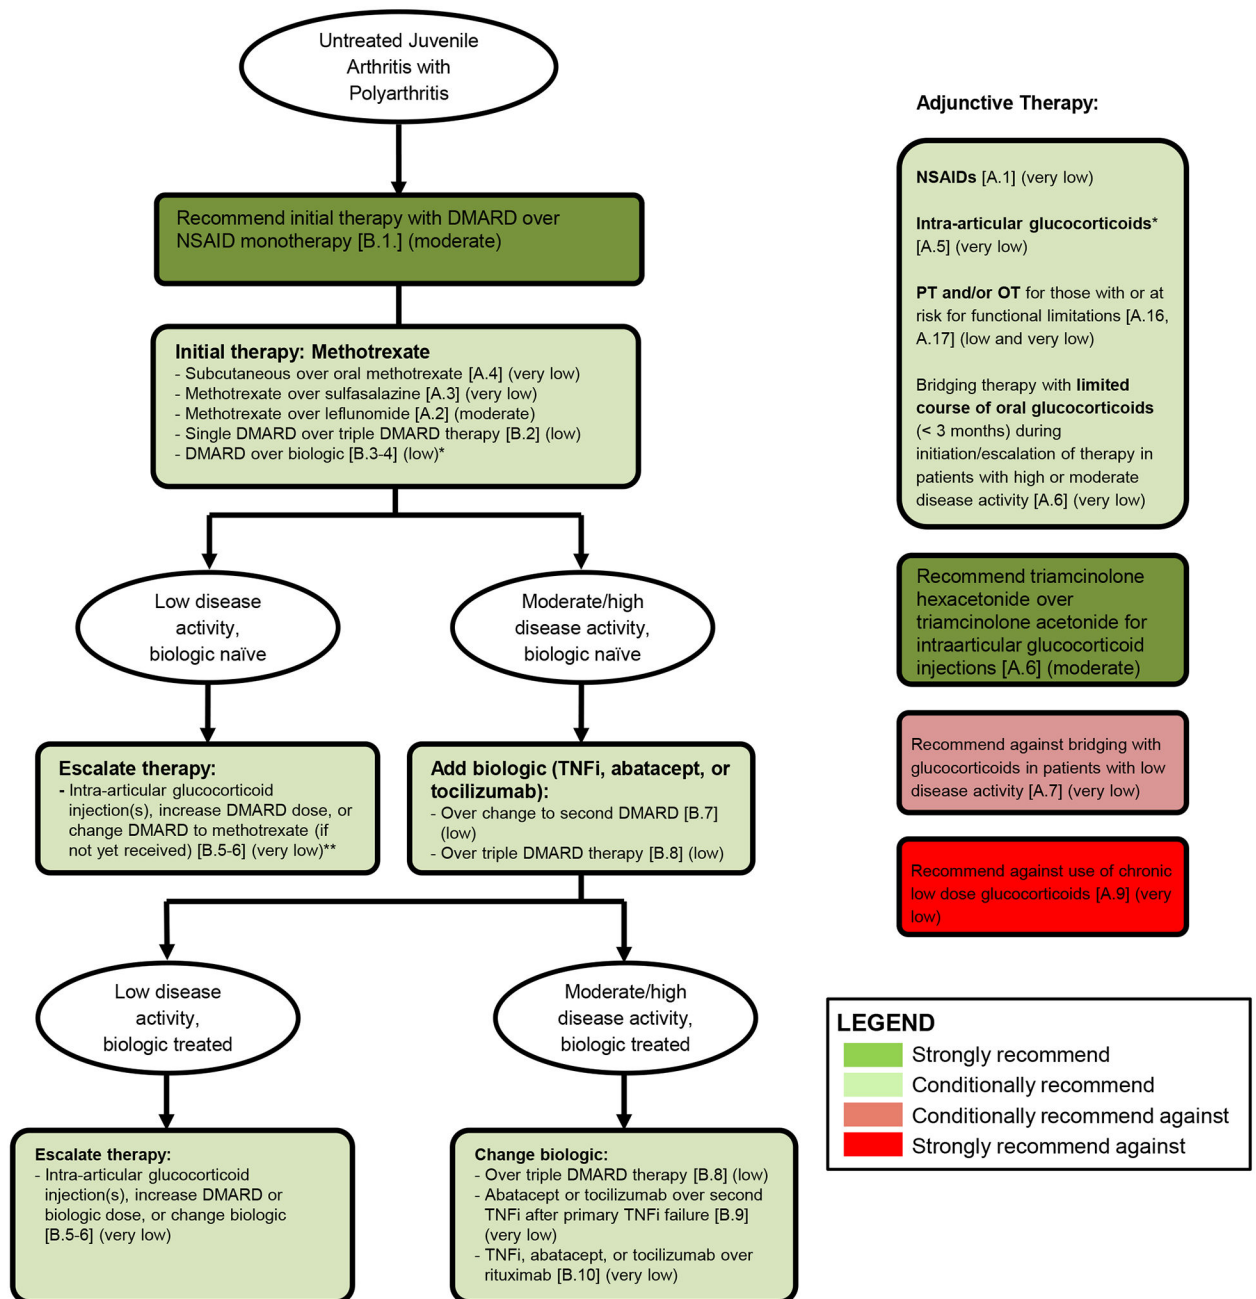 Untreated Juvenile
Arthritis with
Polyarthritis
Recommend initial therapy with DMARD over
NSAID monotherapy [B.1.] (moderate)
Initial therapy: Methotrexate
- Subcutaneous over oral methotrexate [A.4] (very low)
- Methotrexate over sulfasalazine [A.3] (very low)
- Methotrexate over leflunomide [A.2] (moderate)
- Single DMARD over triple DMARD therapy [B.2] (low)
- DMARD over biologic [B.3-4] (low)*
Low disease
activity,
biologic naïve
Moderate/high
disease activity,
biologic naïve
Escalate therapy:
- Intra-articular glucocorticoid
injection(s), increase DMARD dose, or
change DMARD to methotrexate (if
not yet received) [B.5-6] (very low)**
Add biologic (TNFi, abatacept, or
tocilizumab):
- Over change to second DMARD [B.7]
(low)
- Over triple DMARD therapy [B.8] (low)
Low disease
activity,
biologic treated
Moderate/high
disease activity,
biologic treated
Escalate therapy:
- Intra-articular glucocorticoid
injection(s), increase DMARD or
biologic dose, or change biologic
[B.5-6] (very low)
Change biologic:
- Over triple DMARD therapy [B.8] (low)
- Abatacept or tocilizumab over second
TNFi after primary TNFi failure [B.9]
(very low)
- TNFi, abatacept, or tocilizumab over
rituximab [B.10] (very low)
Adjunctive Therapy:
NSAIDs [A.1] (very low)
Intra-articular glucocorticoids*
[A.5] (very low)
PT and/or OT for those with or at
risk for functional limitations [A.16,
A.17] (low and very low)
Bridging therapy with limited
course of oral glucocorticoids
(< 3 months) during
initiation/escalation of therapy in
patients with high or moderate
disease activity [A.6] (very low)
Recommend triamcinolone
hexacetonide over
triamcinolone acetonide for
intraarticular glucocorticoid
injections [A.6] (moderate)
Recommend against bridging with
glucocorticoids in patients with low
disease activity [A.7] (very low)
Recommend against use of chronic
low dose glucocorticoids [A.9] (very
low)
LEGEND
Strongly recommend
Conditionally recommend
Conditionally recommend against
Strongly recommend against